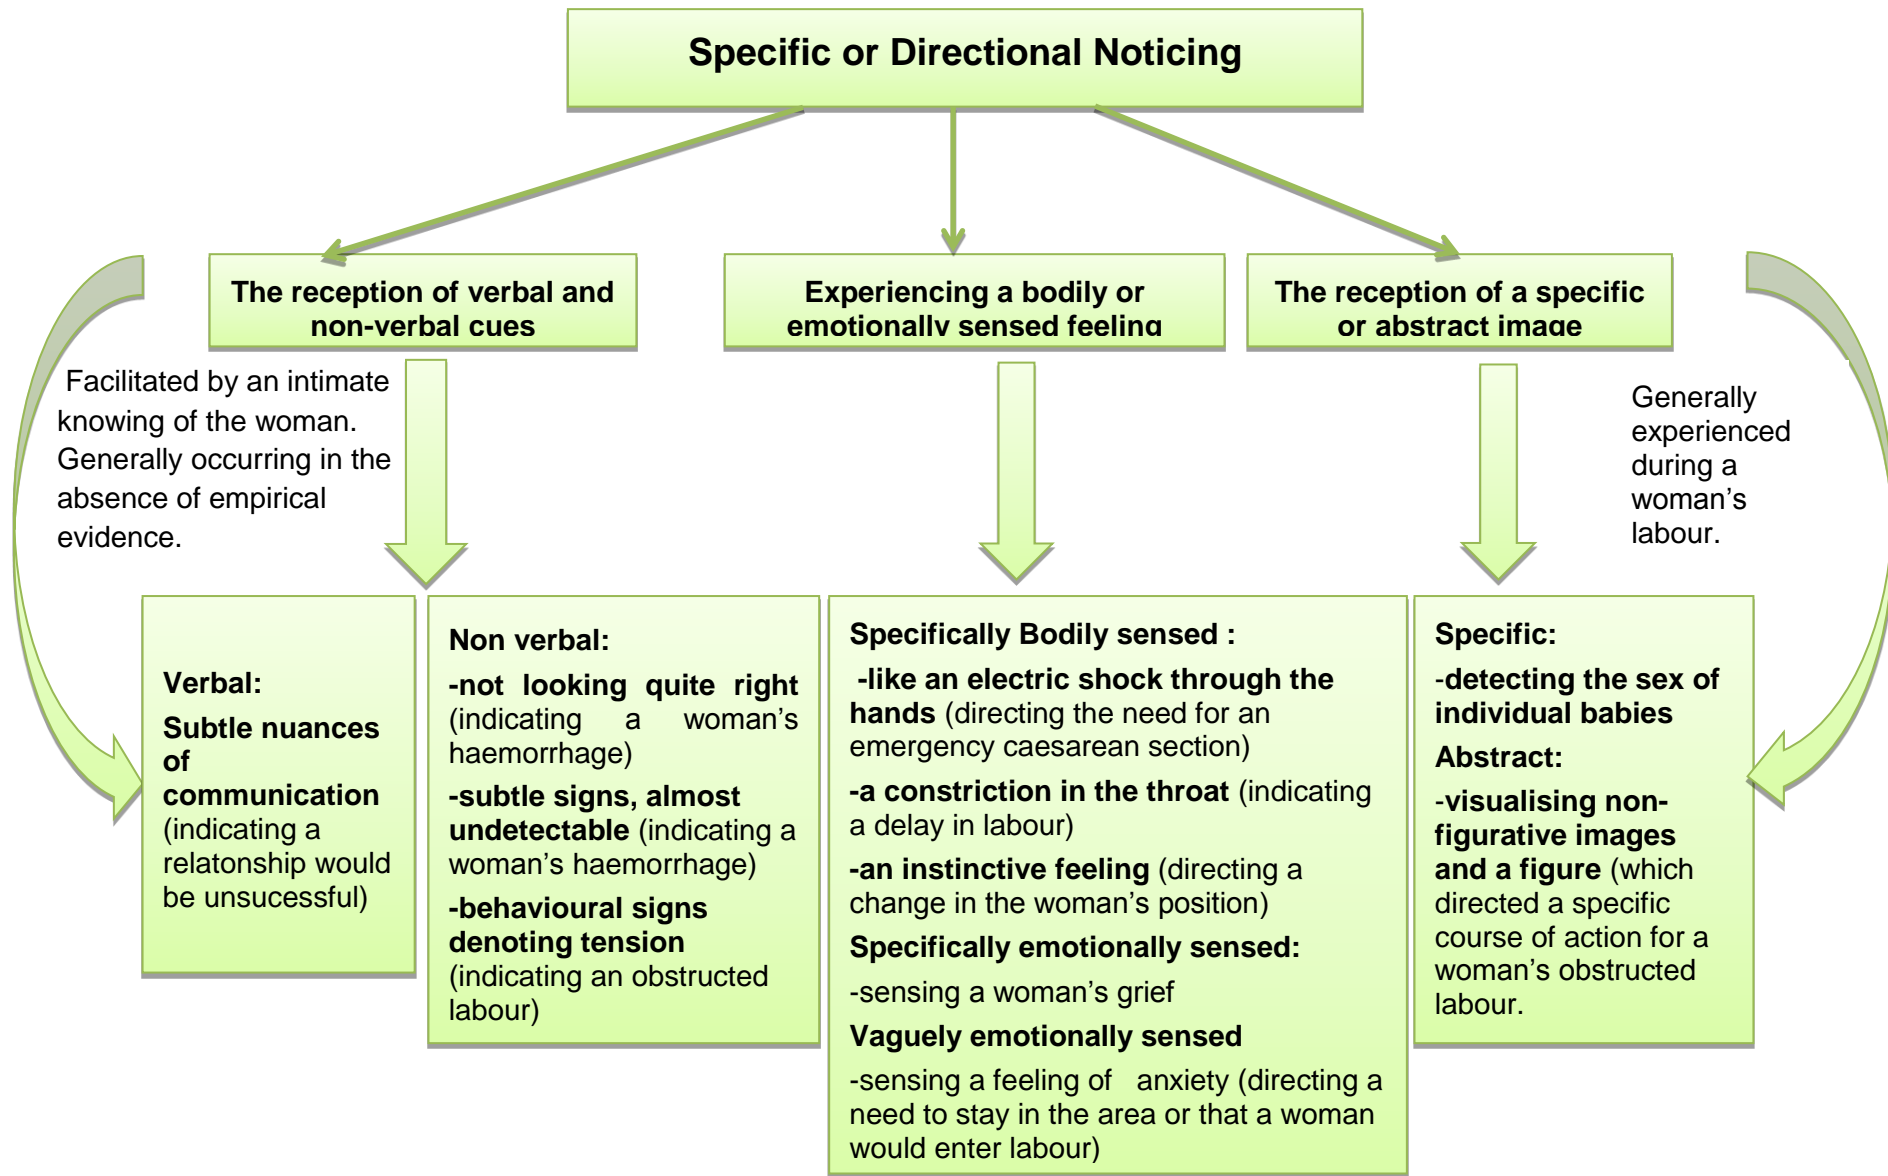 Specific or Directional Noticing
The reception of verbal and
non-verbal cues
Experiencing a bodily or
emotionally sensed feeling
The reception of a specific
or abstract image
Facilitated by an intimate
knowing of the woman.
Generally occurring in the
absence of empirical
evidence.
Generally
experienced
during a
woman’s
labour.
Verbal:
Subtle nuances
of
communication
(indicating a
relatonship would
be unsucessful)
Non verbal:
-not looking quite right
(indicating a woman’s
haemorrhage)
-subtle signs, almost
undetectable (indicating a
woman’s haemorrhage)
-behavioural signs
denoting tension
(indicating an obstructed
labour)
Specifically Bodily sensed :
-like an electric shock through the
hands (directing the need for an
emergency caesarean section)
-a constriction in the throat (indicating
a delay in labour)
-an instinctive feeling (directing a
change in the woman’s position)
Specifically emotionally sensed:
-sensing a woman’s grief
Vaguely emotionally sensed
-sensing a feeling of anxiety (directing a
need to stay in the area or that a woman
would enter labour)
Specific:
-detecting the sex of
individual babies
Abstract:
-visualising non-
figurative images
and a figure (which
directed a specific
course of action for a
woman’s obstructed
labour.